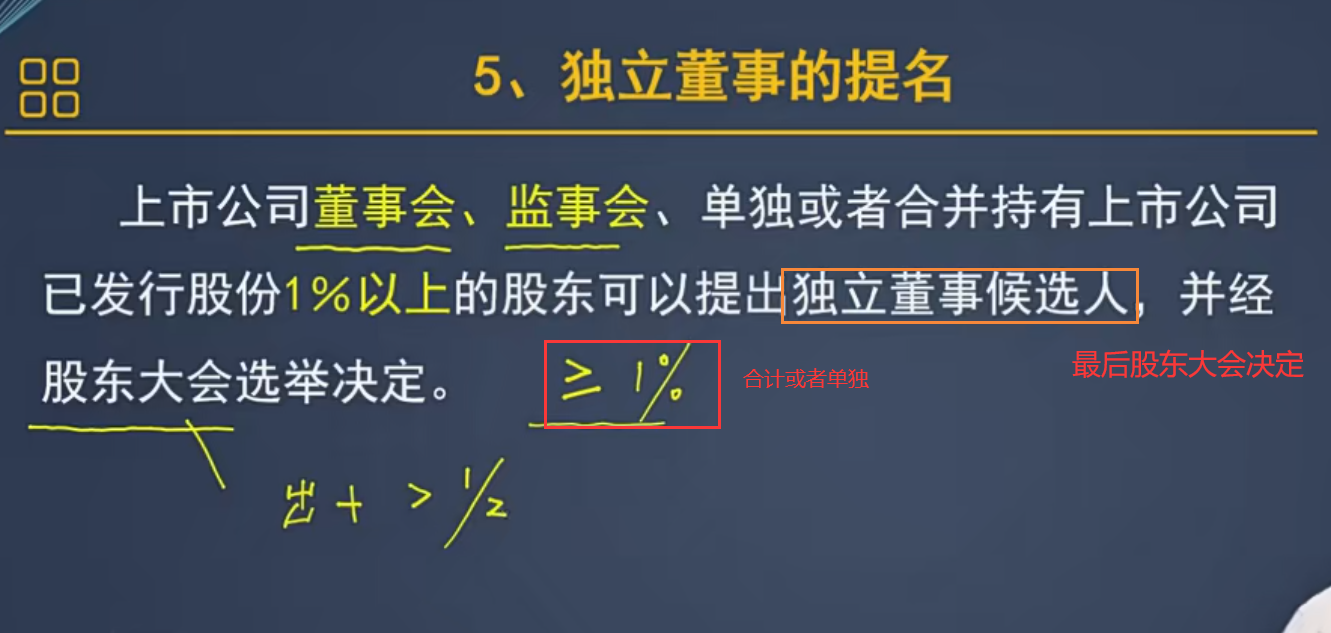 5、独立董事的提名
上市公司董事会、监事会、单独或者合并持有上市公司
已发行股份1%以上的股东可以提出独立董事候选人，并经
最后股东大会决定
股东大会选举决定。 ≥ 1% 合计或者单独
出 + > 1/2